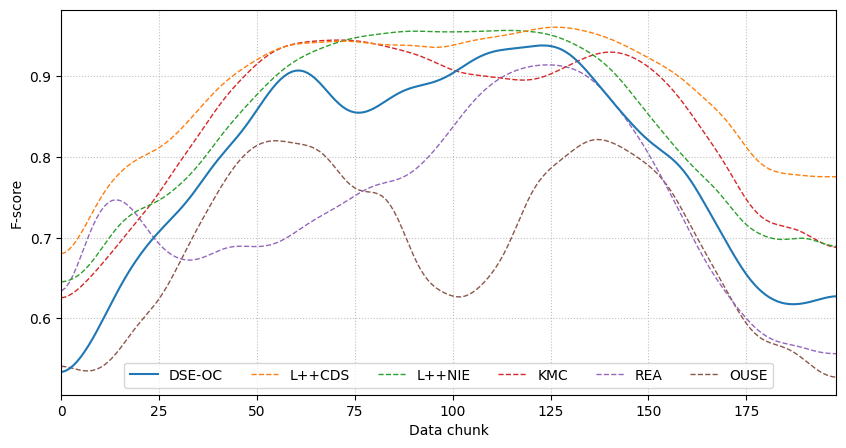 F-score
0.9
0.8
0.7
0.6
DSE-OC L++CDS L++NIE KMC REA OUSE
0 25 50 75 100 125 150 175
Data chunk